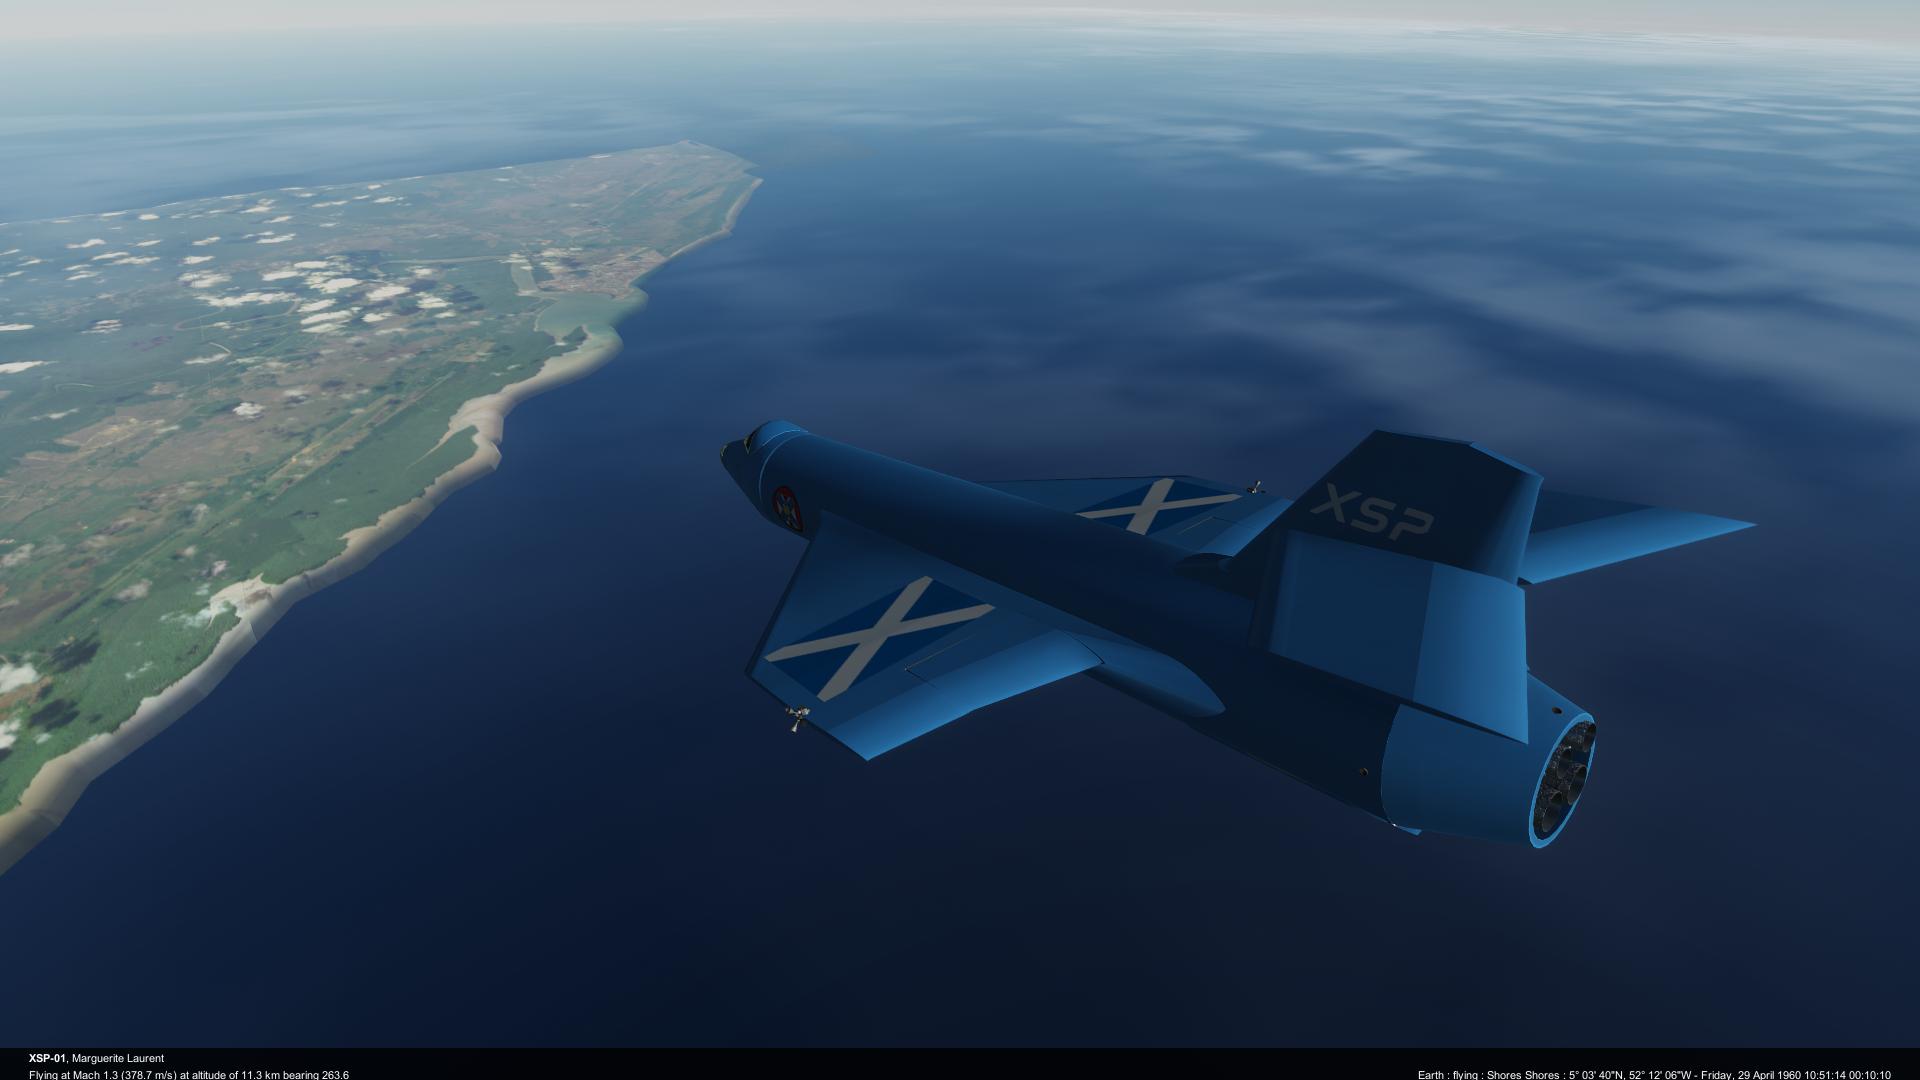 XSP
XSP-01, Marguerite Laurent
Flying at Mach 1.3 (378.7 m/s) at altitude of 11.3 km bearing 263.6
Earth : flying : Shores Shores : 5° 03' 40"N, 52° 12' 06"W - Friday, 29 April 1960 10:51:14 00:10:10